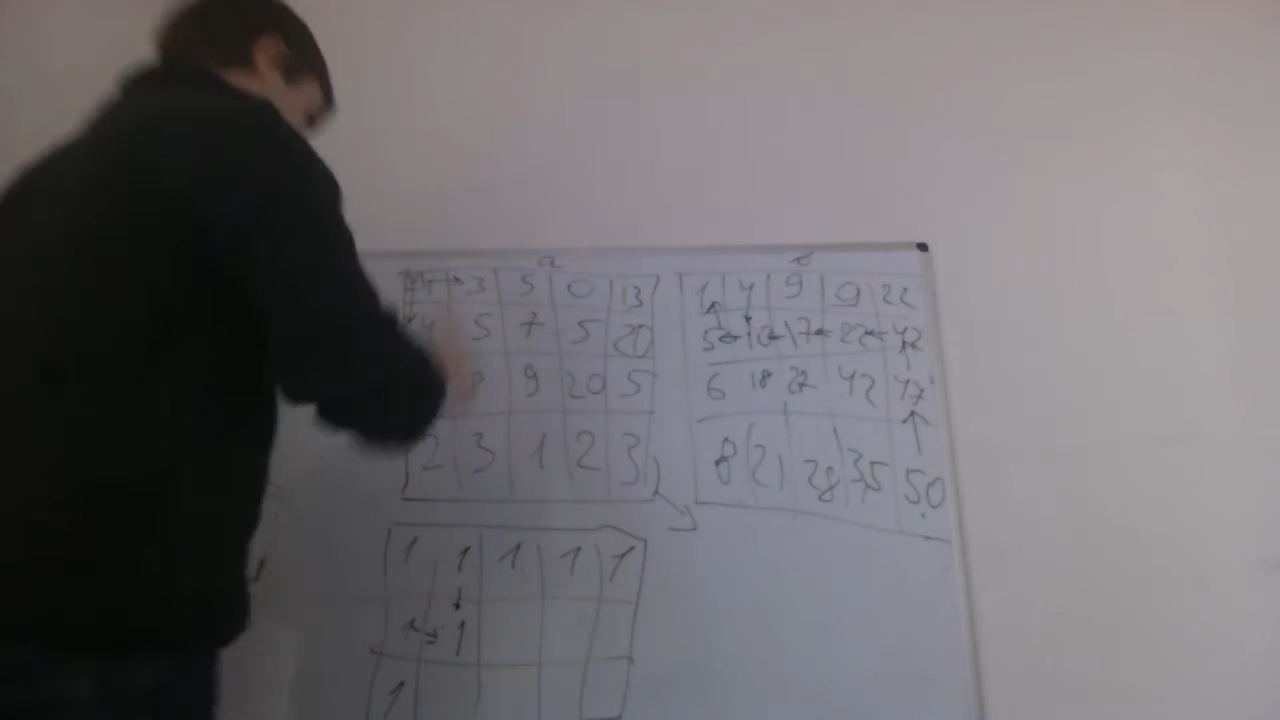 a
3 5 0 13
5 7 5 20
9 20 5
2 3 1 2 3
в
1 4 9 9 22
5 17 22 42
6 18 22 42 47
8 21 28 35 50
1 1 1 1 1
1 1
1